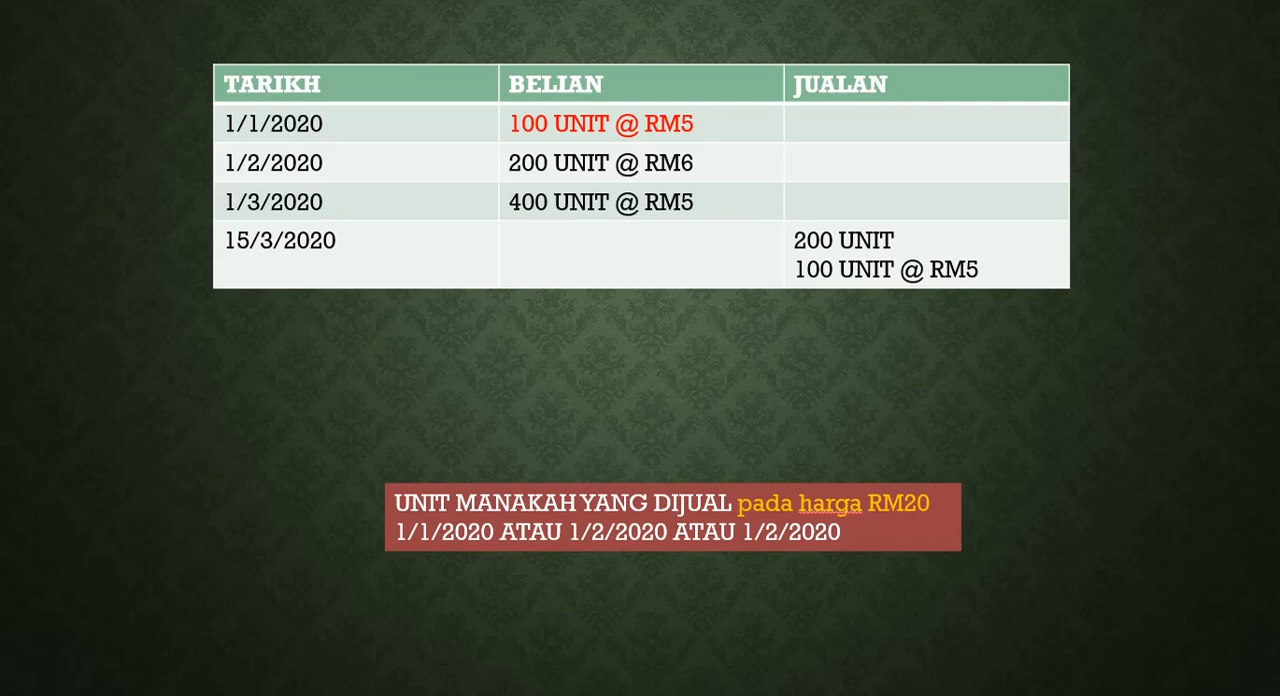 TARIKH BELIAN JUALAN
1/1/2020 100 UNIT @ RM5
1/2/2020 200 UNIT @ RM6
1/3/2020 400 UNIT @ RM5
15/3/2020 200 UNIT
100 UNIT @ RM5
UNIT MANAKAH YANG DIJUAL pada harga RM20
1/1/2020 ATAU 1/2/2020 ATAU 1/2/2020